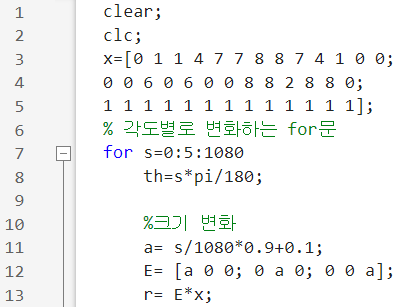 1 clear;
2 clc;
3 x=[0 1 1 4 7 7 8 8 7 4 1 0 0;
4 0 0 6 0 6 0 0 8 8 2 8 8 0;
5 1 1 1 1 1 1 1 1 1 1 1 1 1];
6 % 각도별로 변화하는 for문
7 for s=0:5:1080
8 th=s*pi/180;
9
10 %크기 변화
11 a= s/1080*0.9+0.1;
12 E= [a 0 0; 0 a 0; 0 0 a];
13 r= E*x;